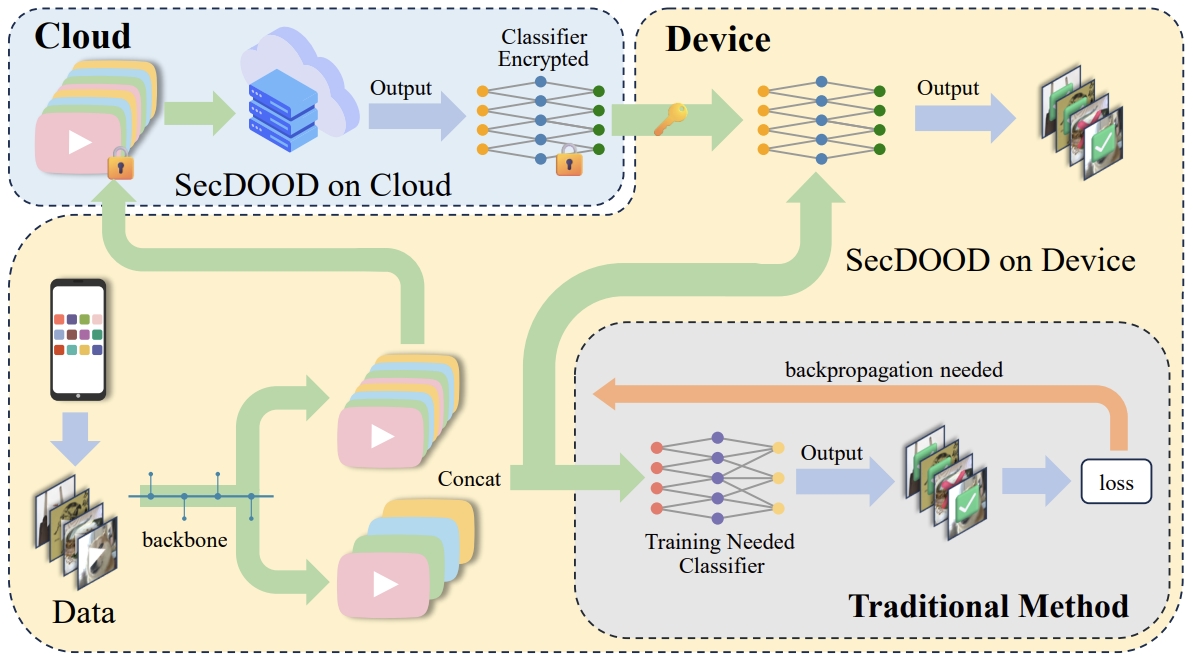 Cloud
Output
Classifier
Encrypted
SecDOOD on Cloud
Device
Output
SecDOOD on Device
Data
backbone
Concat
backpropagation needed
Training Needed
Classifier
Output
loss
Traditional Method